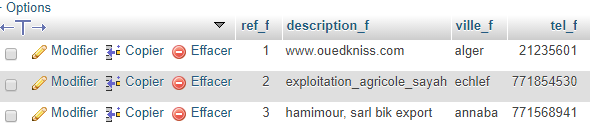 + Options
←T→ ref_f description_f ville_f tel_f
Modifier Copier Effacer 1 www.ouedkniss.com alger 21235601
Modifier Copier Effacer 2 exploitation_agricole_sayah echlef 771854530
Modifier Copier Effacer 3 hamimour, sarl bik export annaba 771568941